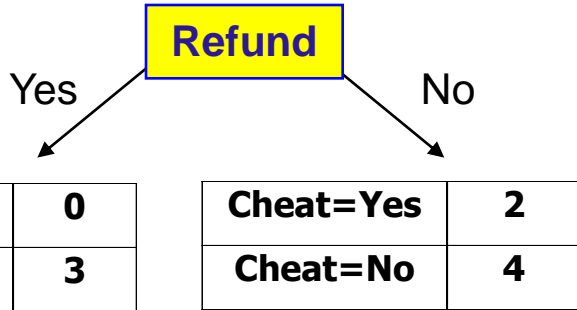 Refund
Yes No
0 Cheat=Yes 2
3 Cheat=No 4